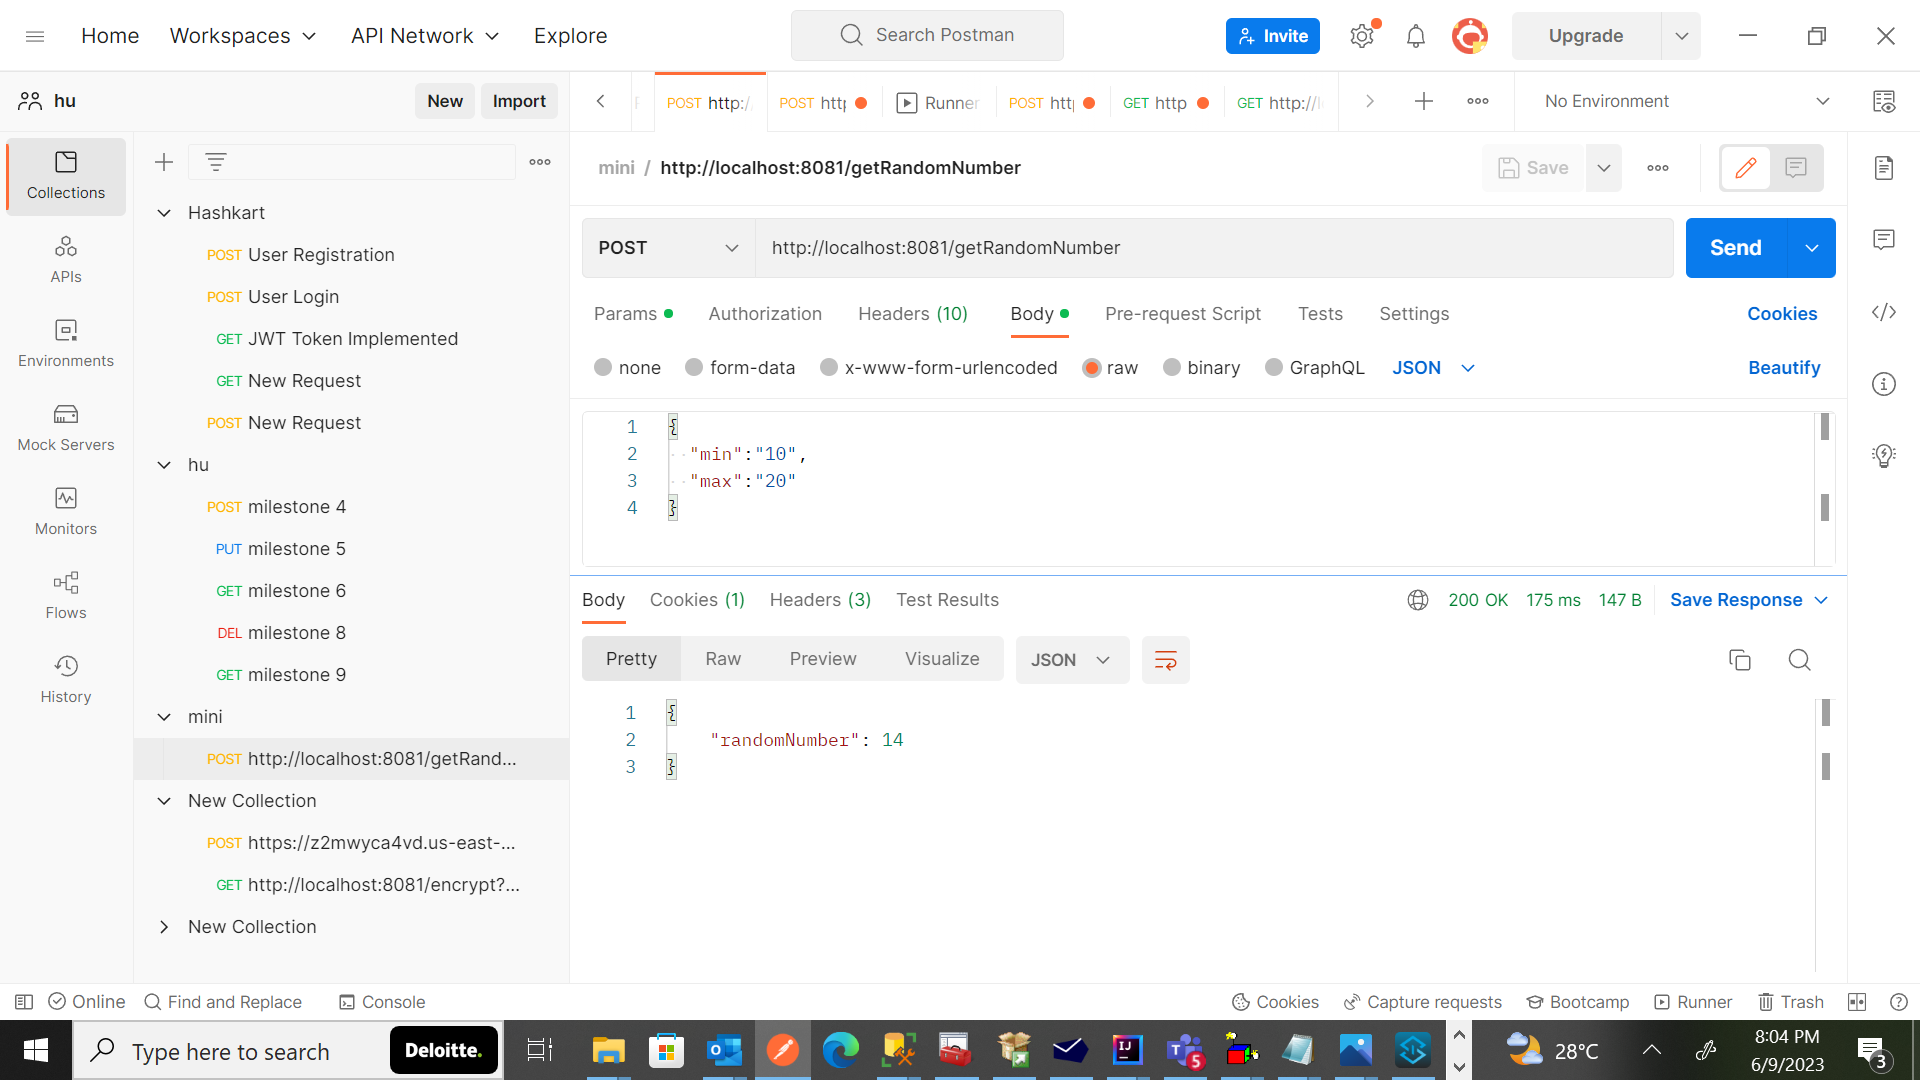 Home Workspaces API Network Explore Search Postman Invite Upgrade
hu New Import POST http:/ POST http Runner POST http GET http GET http://l No Environment
Collections
APIs
Environments
Mock Servers
Monitors
Flows
History
Hashkart
POST User Registration
POST User Login
GET JWT Token Implemented
GET New Request
POST New Request
hu
POST milestone 4
PUT milestone 5
GET milestone 6
DEL milestone 8
GET milestone 9
mini
POST http://localhost:8081/getRand...
New Collection
POST https://z2mwyca4vd.us-east-...
GET http://localhost:8081/encrypt?...
New Collection
mini / http://localhost:8081/getRandomNumber Save
POST http://localhost:8081/getRandomNumber Send
Params Authorization Headers (10) Body Pre-request Script Tests Settings Cookies
none form-data x-www-form-urlencoded raw binary GraphQL JSON Beautify
1 {
2 "min":"10",
3 "max":"20"
4 }
Body Cookies (1) Headers (3) Test Results 200 OK 175 ms 147 B Save Response
Pretty Raw Preview Visualize JSON
1 {
2 "randomNumber": 14
3 }
Online Find and Replace Console Cookies Capture requests Bootcamp Runner Trash
Type here to search Deloitte. 5 28°C 8:04 PM
6/9/2023 3